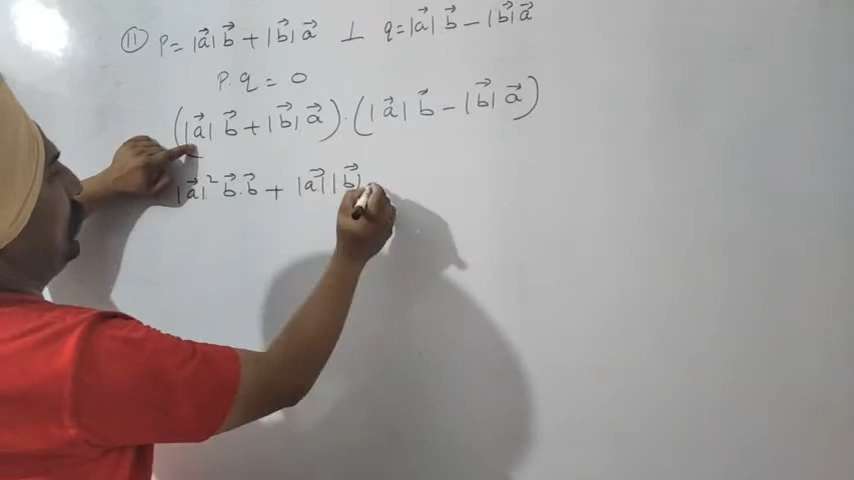 ⑪ p = |a⃗| b⃗ + |b⃗| a⃗ ⊥ q = |a⃗| b⃗ − |b⃗| a⃗
p . q = 0
(|a⃗| b⃗ + |b⃗| a⃗) . (|a⃗| b⃗ − |b⃗| a⃗)
|a⃗|² b⃗ . b⃗ + |a⃗| |b⃗|